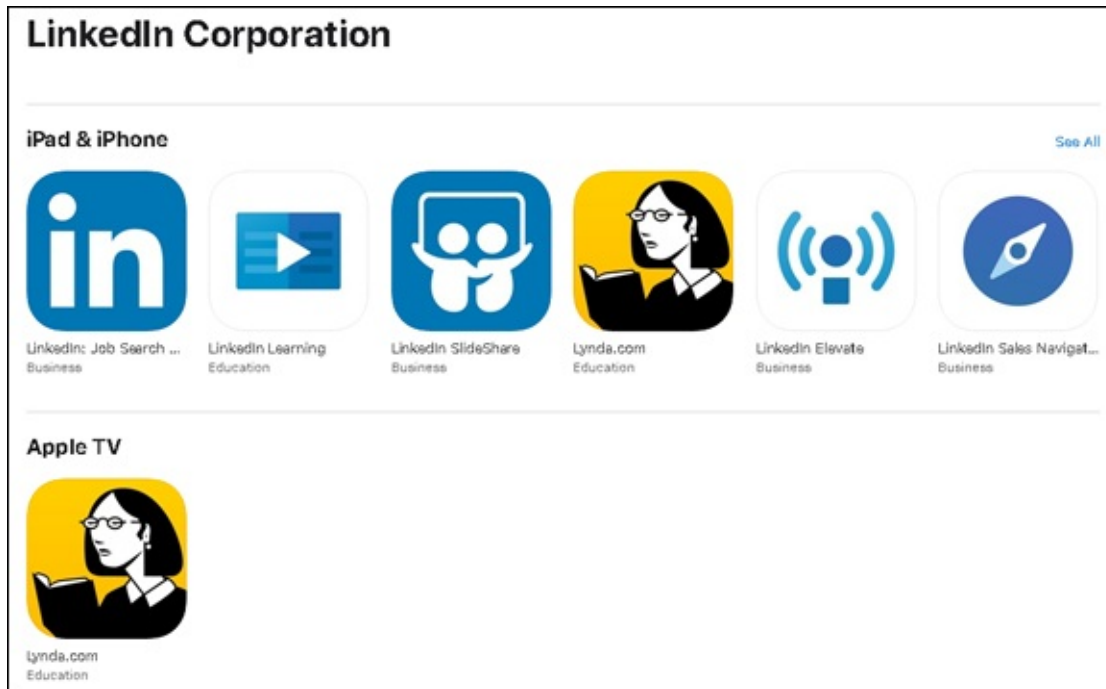 LinkedIn Corporation
iPad & iPhone
See All
in
LinkedIn: Job Search ...
Business
LinkedIn Learning
Education
LinkedIn SlideShare
Business
Lynda.com
Education
LinkedIn Elevate
Business
LinkedIn Sales Navigat...
Business
Apple TV
Lynda.com
Education